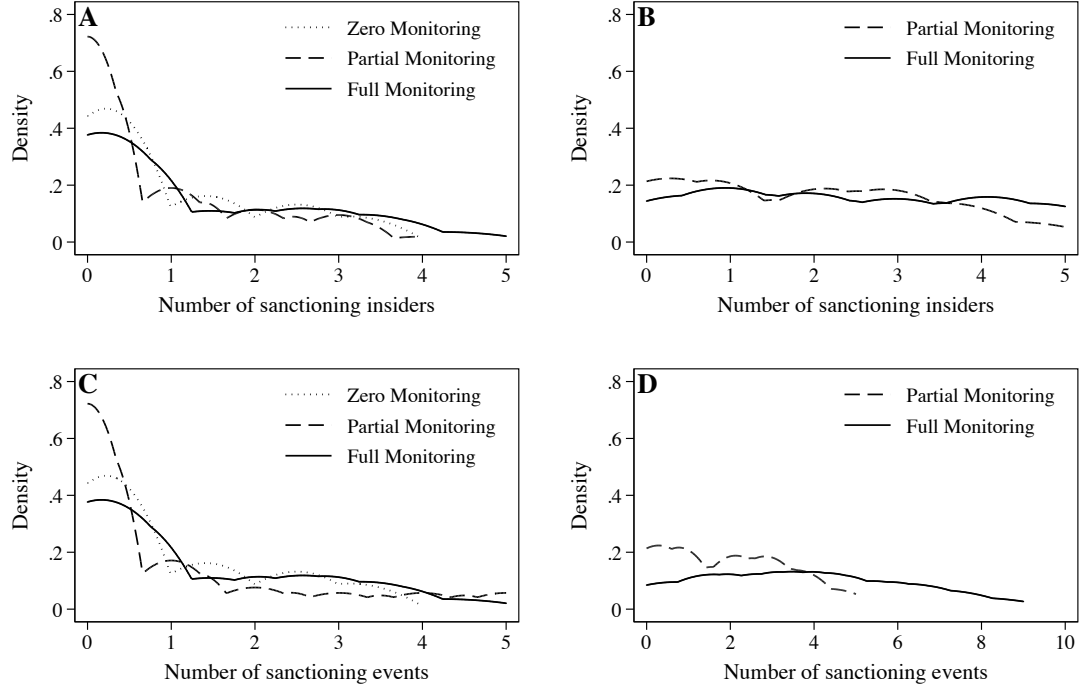 A
Zero Monitoring
Partial Monitoring
Full Monitoring
Density
.8
.6
.4
.2
0
0 1 2 3 4 5
Number of sanctioning insiders
B
Partial Monitoring
Full Monitoring
Density
.8
.6
.4
.2
0
0 1 2 3 4 5
Number of sanctioning insiders
C
Zero Monitoring
Partial Monitoring
Full Monitoring
Density
.8
.6
.4
.2
0
0 1 2 3 4 5
Number of sanctioning events
D
Partial Monitoring
Full Monitoring
Density
.8
.6
.4
.2
0
0 2 4 6 8 10
Number of sanctioning events